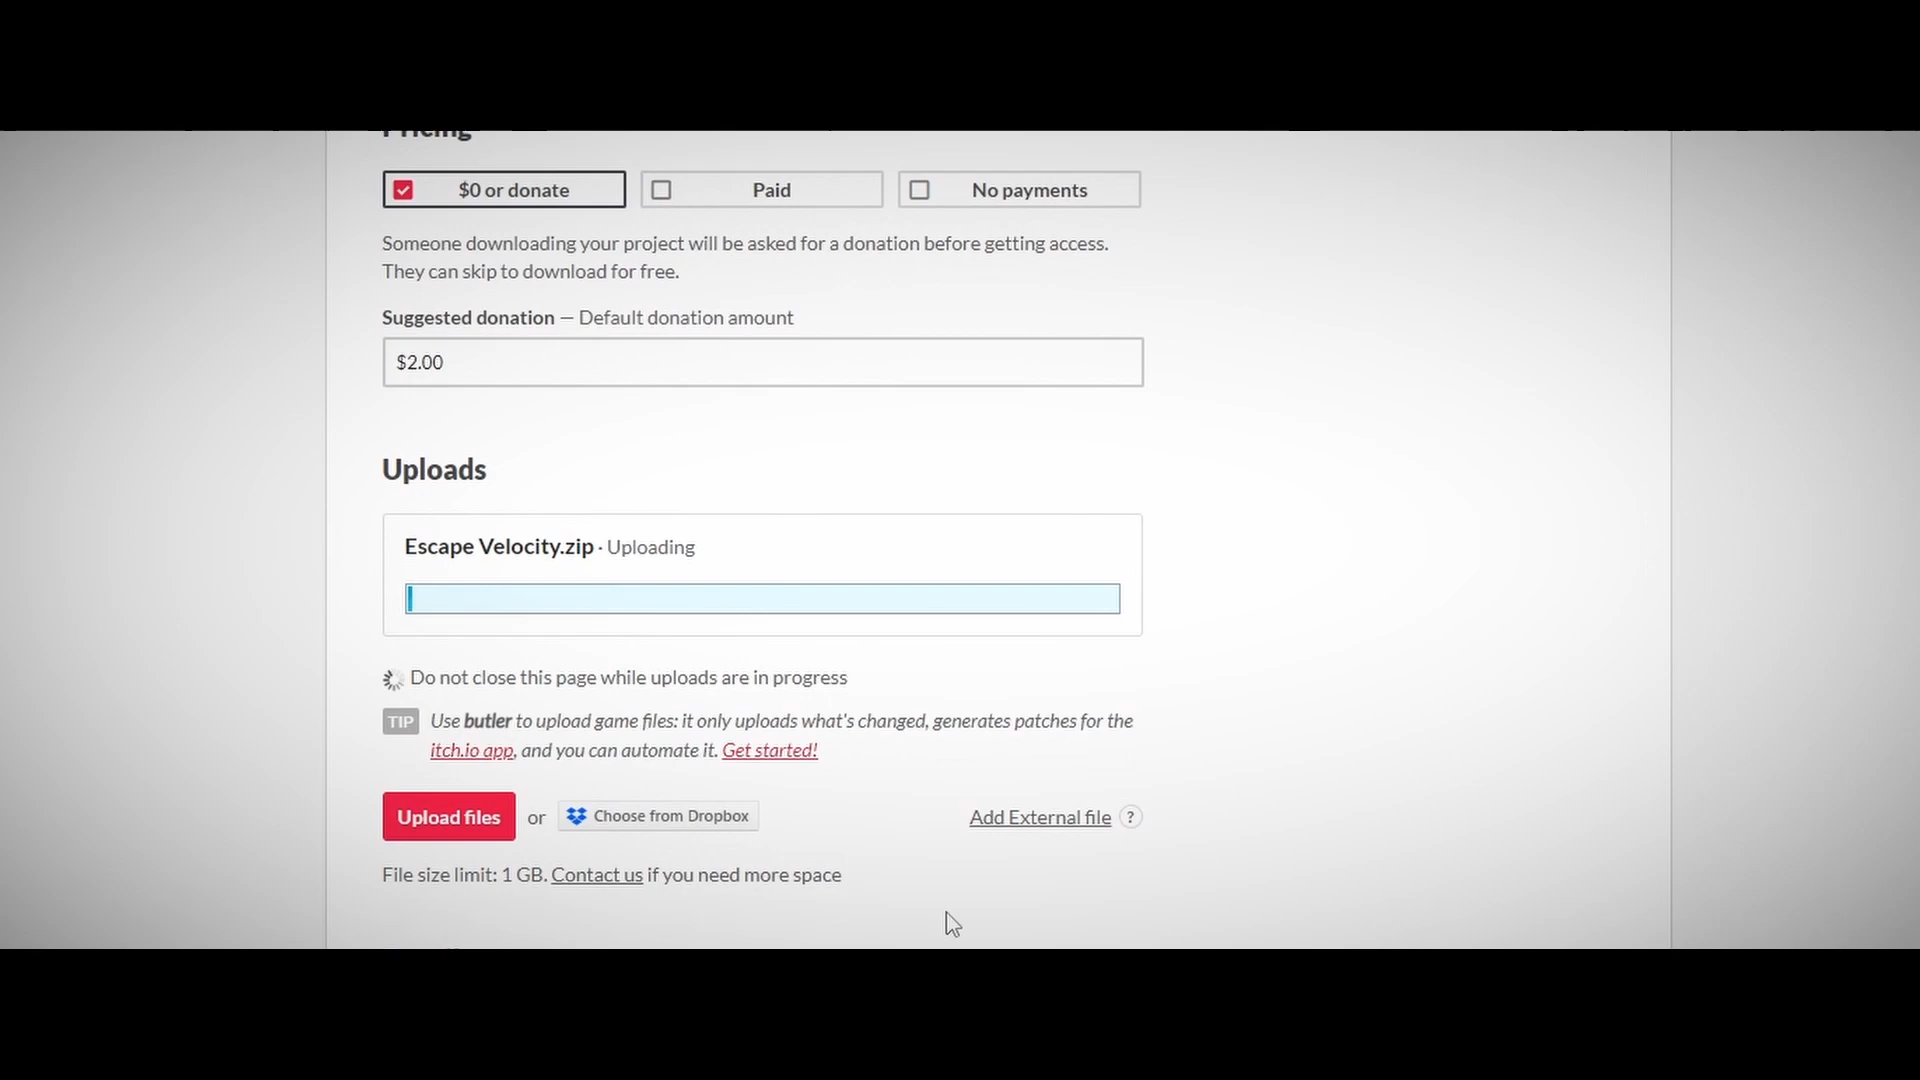 Pricing
$0 or donate
Paid
No payments
Someone downloading your project will be asked for a donation before getting access.
They can skip to download for free.
Suggested donation — Default donation amount
$2.00
Uploads
Escape Velocity.zip · Uploading
Do not close this page while uploads are in progress
TIP Use butler to upload game files: it only uploads what's changed, generates patches for the
itch.io app, and you can automate it. Get started!
Upload files or Choose from Dropbox
Add External file ?
File size limit: 1 GB. Contact us if you need more space